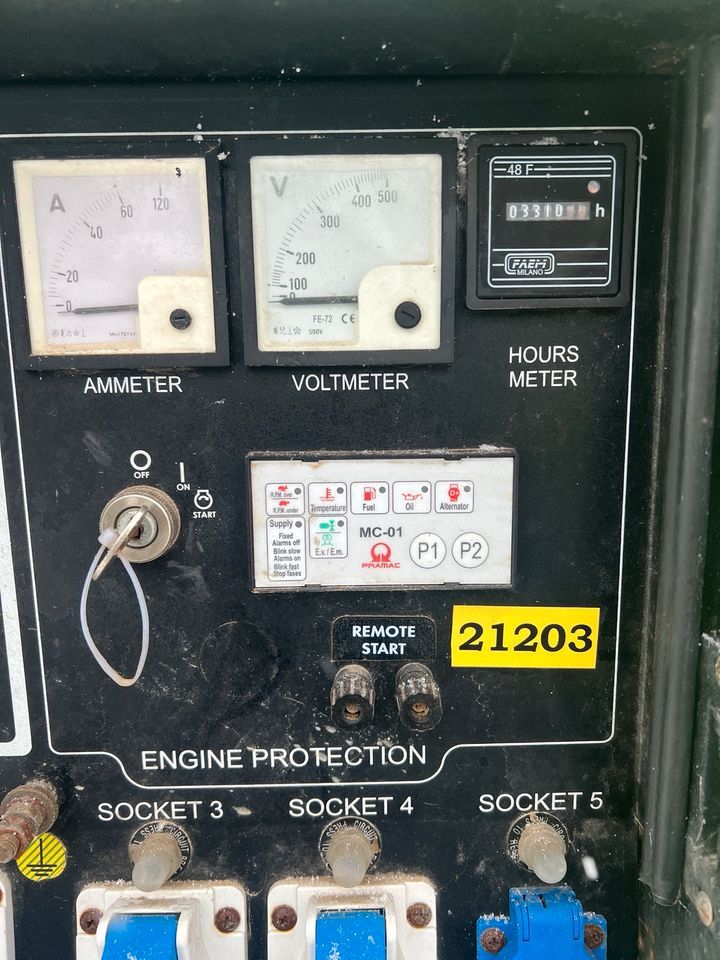 A
0
20
40
60
120
V
0
100
200
300
400 500
FE-72 CE
500V
48 F
03310 h
FAEM
MILANO
AMMETER
VOLTMETER
HOURS
METER
OFF
ON
START
R.P.M. over
R.P.M. under
Temperature
Fuel
Oil
Alternator
Supply
Fixed
Alarms off
Blink slow
Alarms on
Blink fast
Stop fases
E.v./ E.m.
MC-01
PRAMAC
P1 P2
REMOTE
START
21203
ENGINE PROTECTION
SOCKET 3
SOCKET 4
SOCKET 5